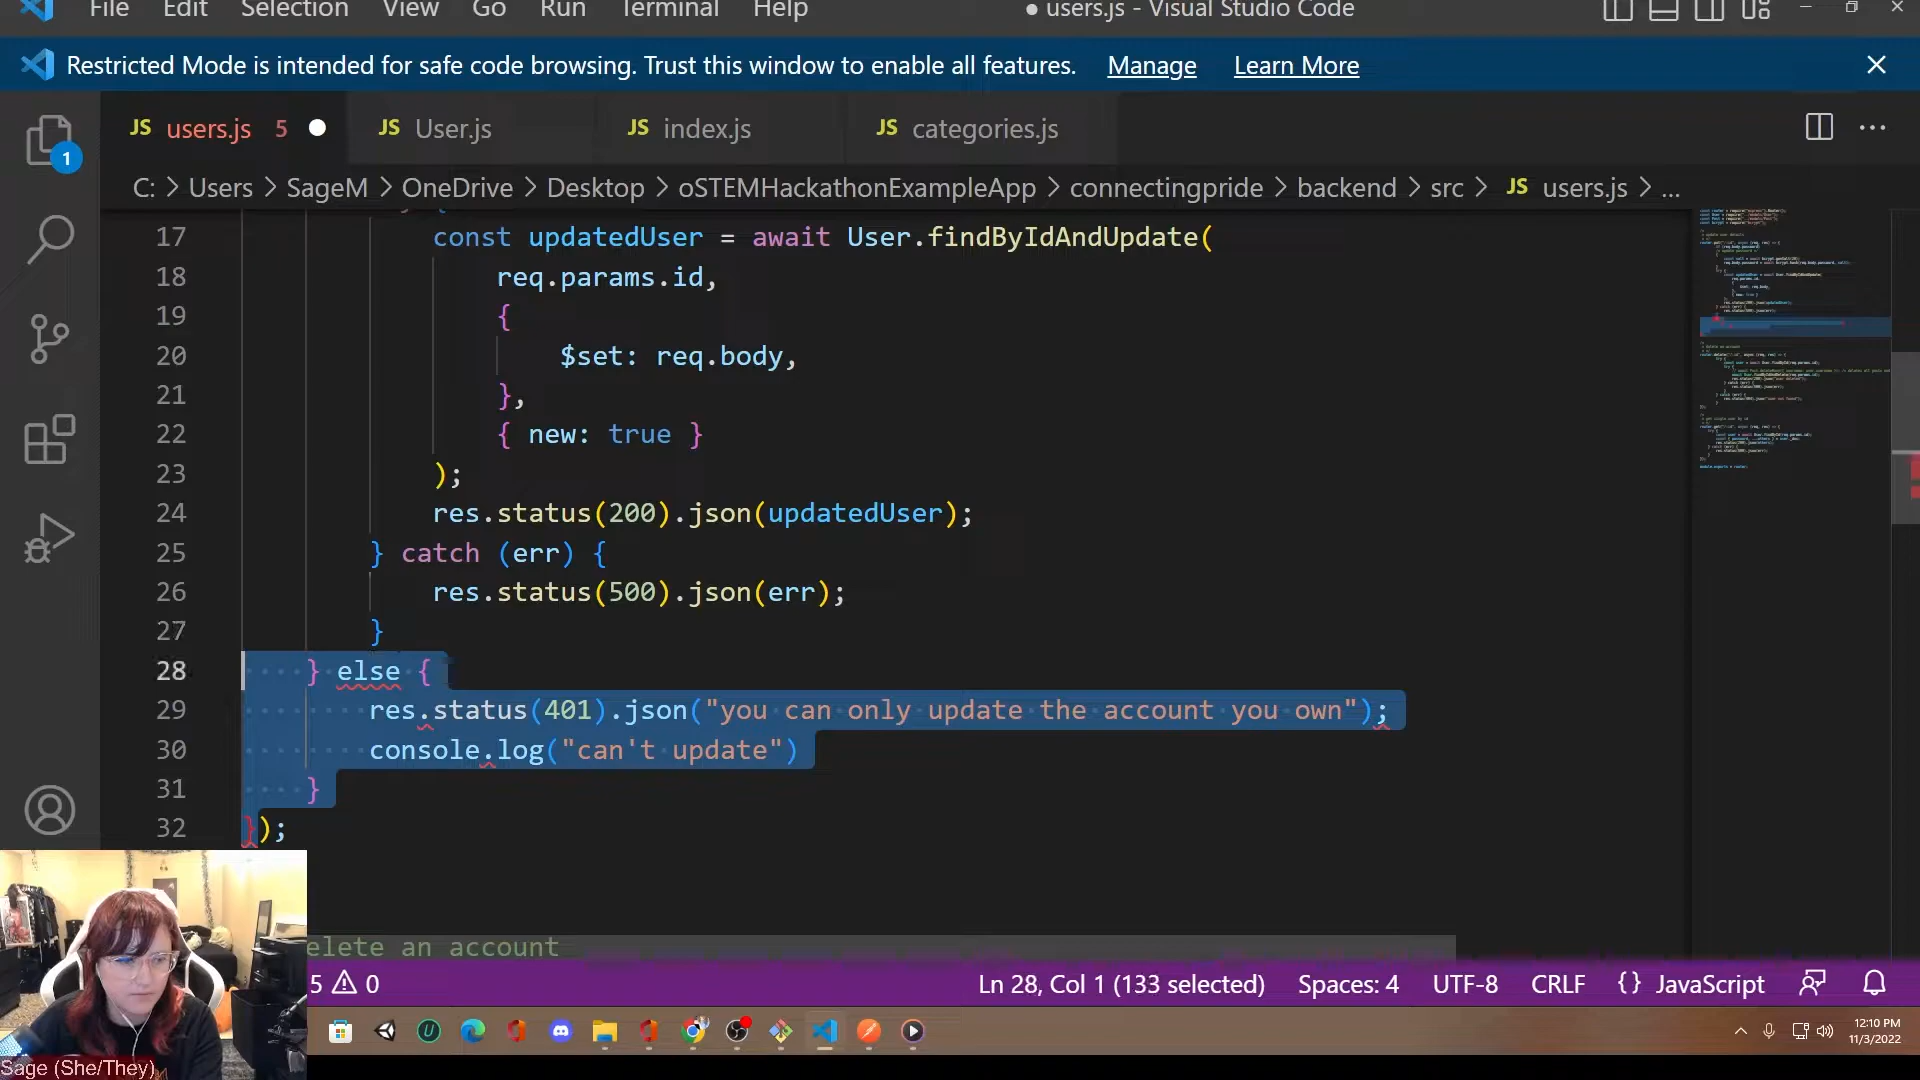 File Edit Selection View Go Run Terminal Help ● users.js - Visual Studio Code
Restricted Mode is intended for safe code browsing. Trust this window to enable all features. Manage Learn More
JS users.js 5 JS User.js JS index.js JS categories.js
1
C: > Users > SageM > OneDrive > Desktop > oSTEMHackathonExampleApp > connectingpride > backend > src > JS users.js > ...
17 const updatedUser = await User.findByIdAndUpdate(
18 req.params.id,
19 {
20 $set: req.body,
21 },
22 { new: true }
23 );
24 res.status(200).json(updatedUser);
25 } catch (err) {
26 res.status(500).json(err);
27 }
28 } else {
29 res.status(401).json("you can only update the account you own");
30 console.log("can't update")
31 }
32 });
elete an account
5 0 Ln 28, Col 1 (133 selected) Spaces: 4 UTF-8 CRLF {} JavaScript
12:10 PM
11/3/2022
Sage (She/They)